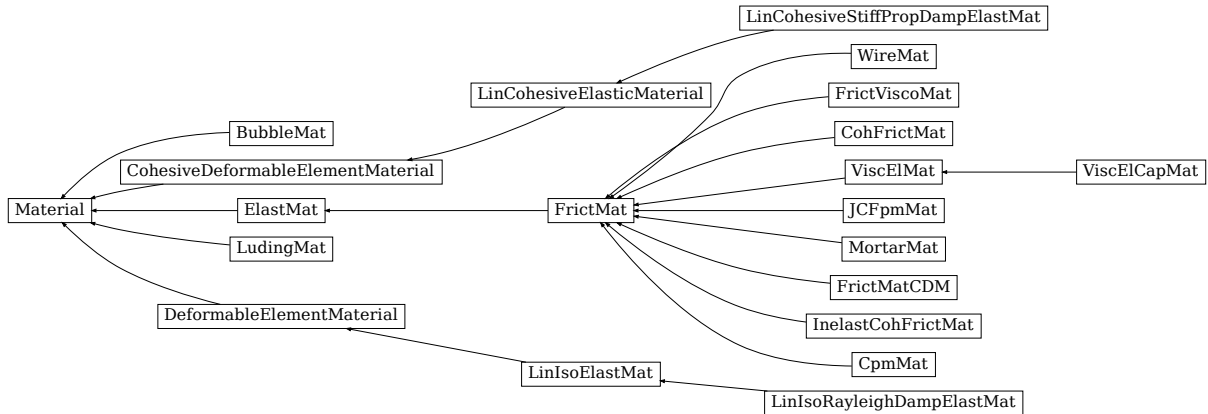 LinCohesiveStiffPropDampElastMat
WireMat
LinCohesiveElasticMaterial
FrictViscoMat
BubbleMat
CohFrictMat
CohesiveDeformableElementMaterial
ViscElMat
ViscElCapMat
Material
ElastMat
FrictMat
JCFpmMat
LudingMat
MortarMat
FrictMatCDM
DeformableElementMaterial
InelastCohFrictMat
CpmMat
LinIsoElastMat
LinIsoRayleighDampElastMat